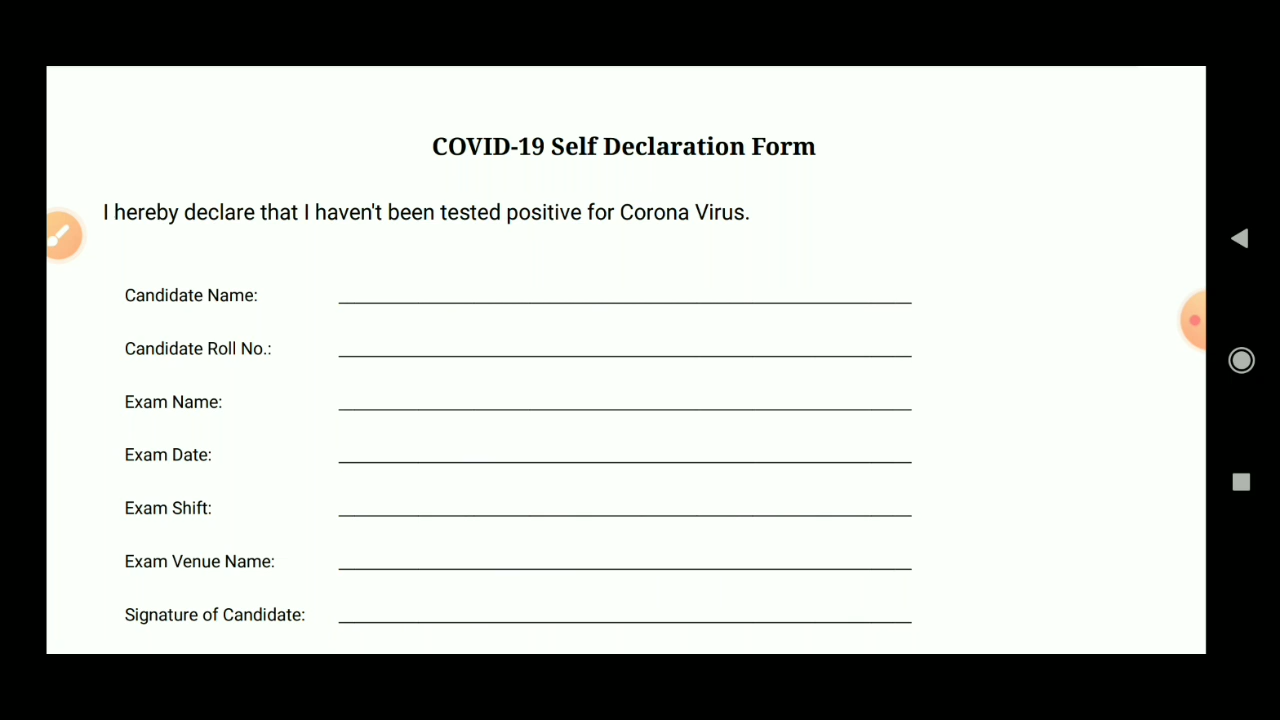 COVID-19 Self Declaration Form
I hereby declare that I haven't been tested positive for Corona Virus.
Candidate Name:
Candidate Roll No.:
Exam Name:
Exam Date:
Exam Shift:
Exam Venue Name:
Signature of Candidate: